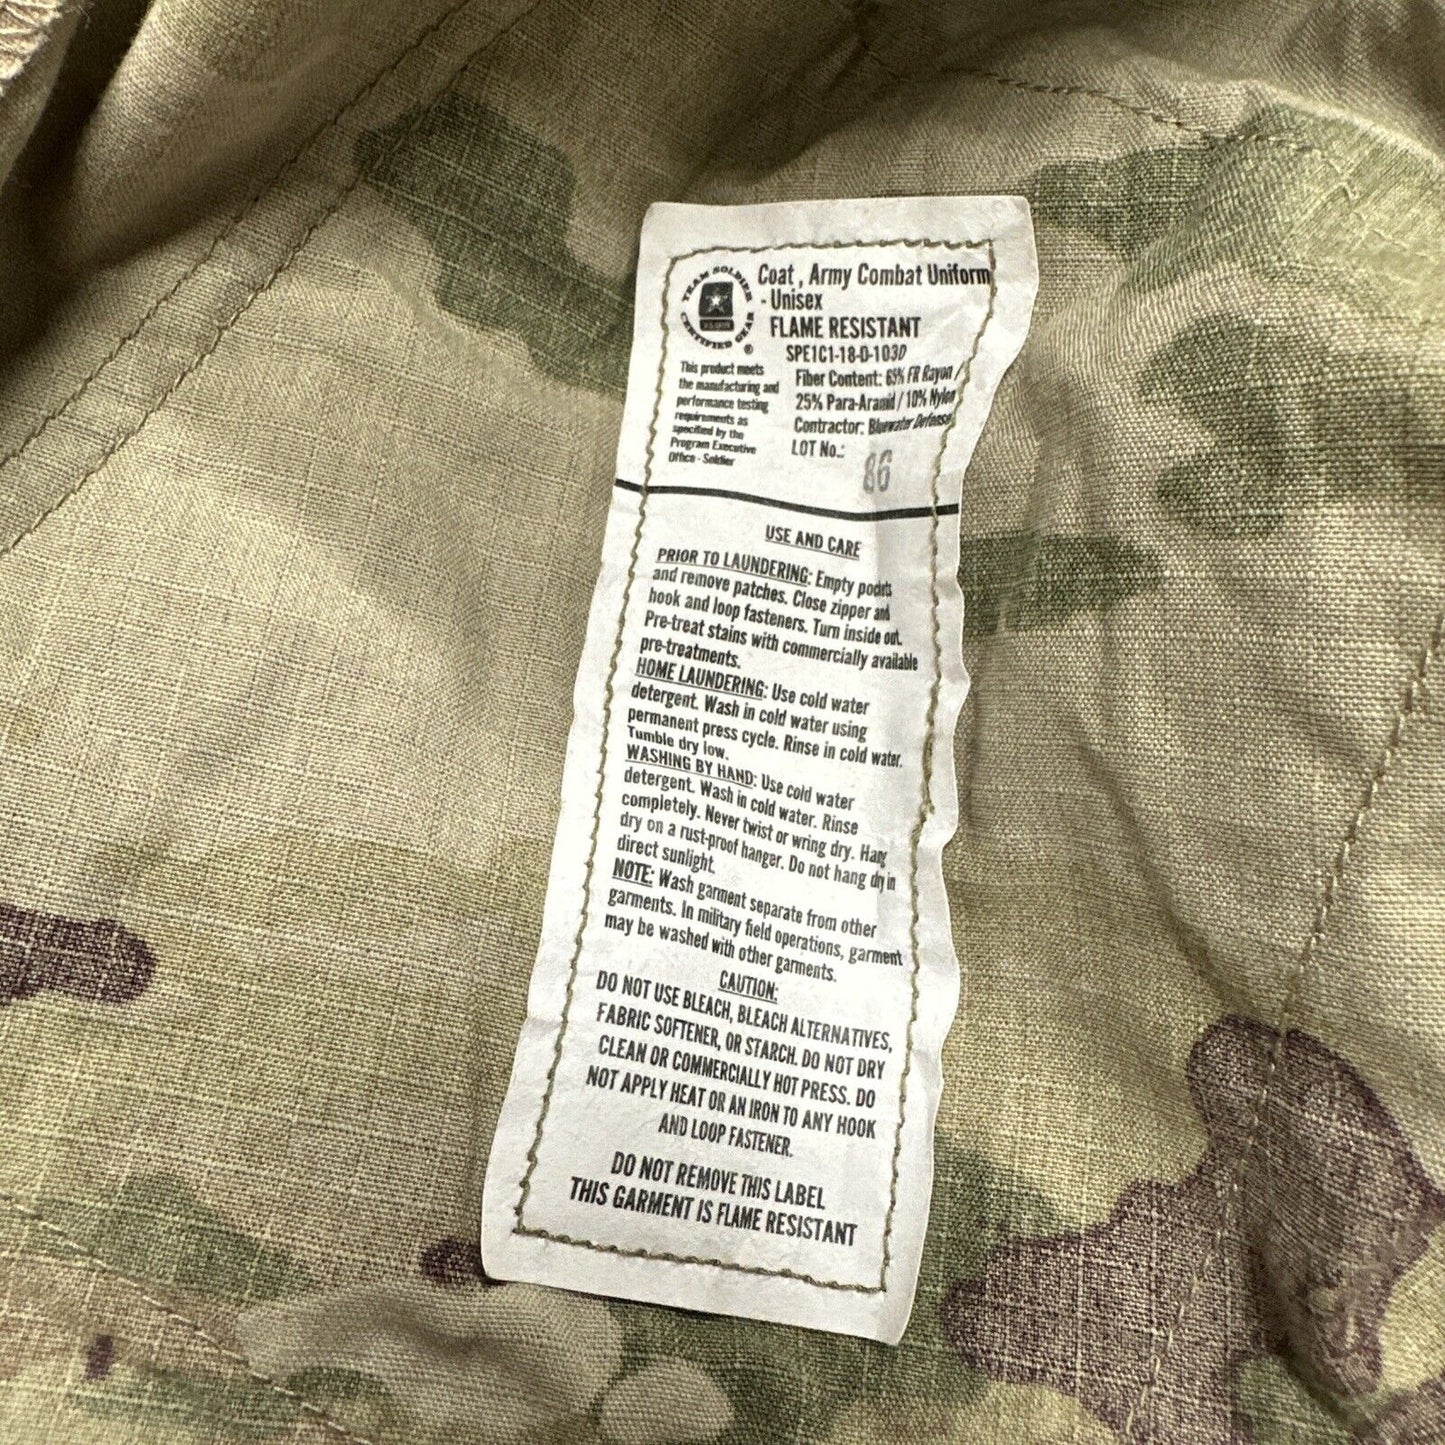 TEAM SOLDIER
CERTIFIED GEAR
®
Coat , Army Combat Uniform
- Unisex
FLAME RESISTANT
SPE1C1-18-D-103D
This product meets
the manufacturing and
performance testing
requirements as
specified by the
Program Executive
Office - Soldier
Fiber Content: 65% FR Rayon /
25% Para-Aramid / 10% Nylon
Contractor: Bluewater Defense
LOT No.:
86
USE AND CARE
PRIOR TO LAUNDERING: Empty pockets
and remove patches. Close zipper and
hook and loop fasteners. Turn inside out.
Pre-treat stains with commercially available
pre-treatments.
HOME LAUNDERING: Use cold water
detergent. Wash in cold water using
permanent press cycle. Rinse in cold water.
Tumble dry low.
WASHING BY HAND: Use cold water
detergent. Wash in cold water. Rinse
completely. Never twist or wring dry. Hang
dry on a rust-proof hanger. Do not hang dry in
direct sunlight.
NOTE: Wash garment separate from other
garments. In military field operations, garment
may be washed with other garments.
CAUTION:
DO NOT USE BLEACH, BLEACH ALTERNATIVES,
FABRIC SOFTENER, OR STARCH. DO NOT DRY
CLEAN OR COMMERCIALLY HOT PRESS. DO
NOT APPLY HEAT OR AN IRON TO ANY HOOK
AND LOOP FASTENER.
DO NOT REMOVE THIS LABEL
THIS GARMENT IS FLAME RESISTANT